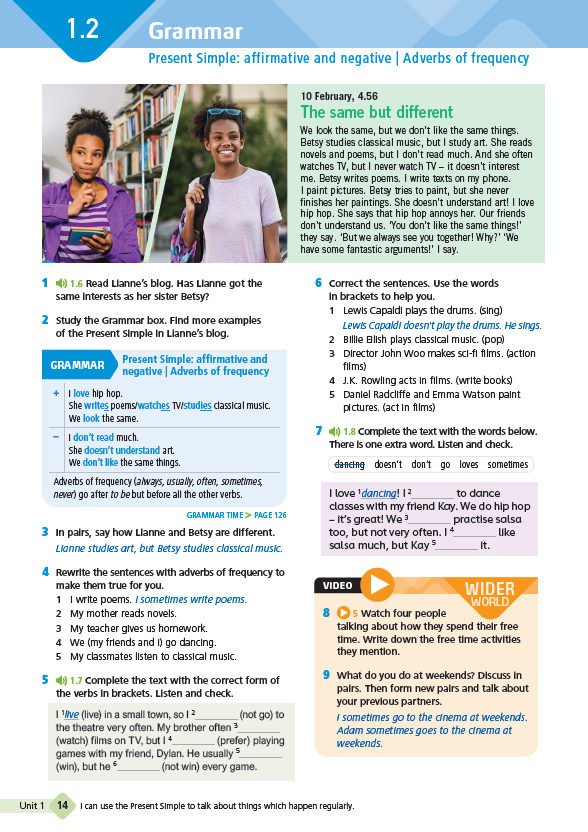 1.2
Grammar
Present Simple: affirmative and negative | Adverbs of frequency
10 February, 4.56
The same but different
We look the same, but we don't like the same things.
Betsy studies classical music, but I study art. She reads
novels and poems, but I don't read much. And she often
watches TV, but I never watch TV – it doesn't interest
me. Betsy writes poems. I write texts on my phone.
I paint pictures. Betsy tries to paint, but she never
finishes her paintings. She doesn't understand art! I love
hip hop. She says that hip hop annoys her. Our friends
don't understand us. 'You don't like the same things!'
they say. 'But we always see you together! Why?' 'We
have some fantastic arguments!' I say.
1 1.6 Read Lianne's blog. Has Lianne got the
same interests as her sister Betsy?
2 Study the Grammar box. Find more examples
of the Present Simple in Lianne's blog.
GRAMMAR
Present Simple: affirmative and
negative | Adverbs of frequency
+ I love hip hop.
She writes poems/watches TV/studies classical music.
We look the same.
– I don't read much.
She doesn't understand art.
We don't like the same things.
Adverbs of frequency (always, usually, often, sometimes,
never) go after to be but before all the other verbs.
GRAMMAR TIME > PAGE 126
3 In pairs, say how Lianne and Betsy are different.
Lianne studies art, but Betsy studies classical music.
4 Rewrite the sentences with adverbs of frequency to
make them true for you.
1 I write poems. I sometimes write poems.
2 My mother reads novels.
3 My teacher gives us homework.
4 We (my friends and I) go dancing.
5 My classmates listen to classical music.
5 1.7 Complete the text with the correct form of
the verbs in brackets. Listen and check.
I 1 live (live) in a small town, so I 2________ (not go) to
the theatre very often. My brother often 3________
(watch) films on TV, but I 4________ (prefer) playing
games with my friend, Dylan. He usually 5________
(win), but he 6________ (not win) every game.
6 Correct the sentences. Use the words
in brackets to help you.
1 Lewis Capaldi plays the drums. (sing)
Lewis Capaldi doesn't play the drums. He sings.
2 Billie Eilish plays classical music. (pop)
3 Director John Woo makes sci-fi films. (action
films)
4 J.K. Rowling acts in films. (write books)
5 Daniel Radcliffe and Emma Watson paint
pictures. (act in films)
7 1.8 Complete the text with the words below.
There is one extra word. Listen and check.
dancing doesn't don't go loves sometimes
I love 1 dancing! I 2________ to dance
classes with my friend Kay. We do hip hop
– it's great! We 3________ practise salsa
too, but not very often. I 4________ like
salsa much, but Kay 5________ it.
VIDEO
WIDER
WORLD
8 5 Watch four people
talking about how they spend their free
time. Write down the free time activities
they mention.
9 What do you do at weekends? Discuss in
pairs. Then form new pairs and talk about
your previous partners.
I sometimes go to the cinema at weekends.
Adam sometimes goes to the cinema at
weekends.
Unit 1 14 I can use the Present Simple to talk about things which happen regularly.